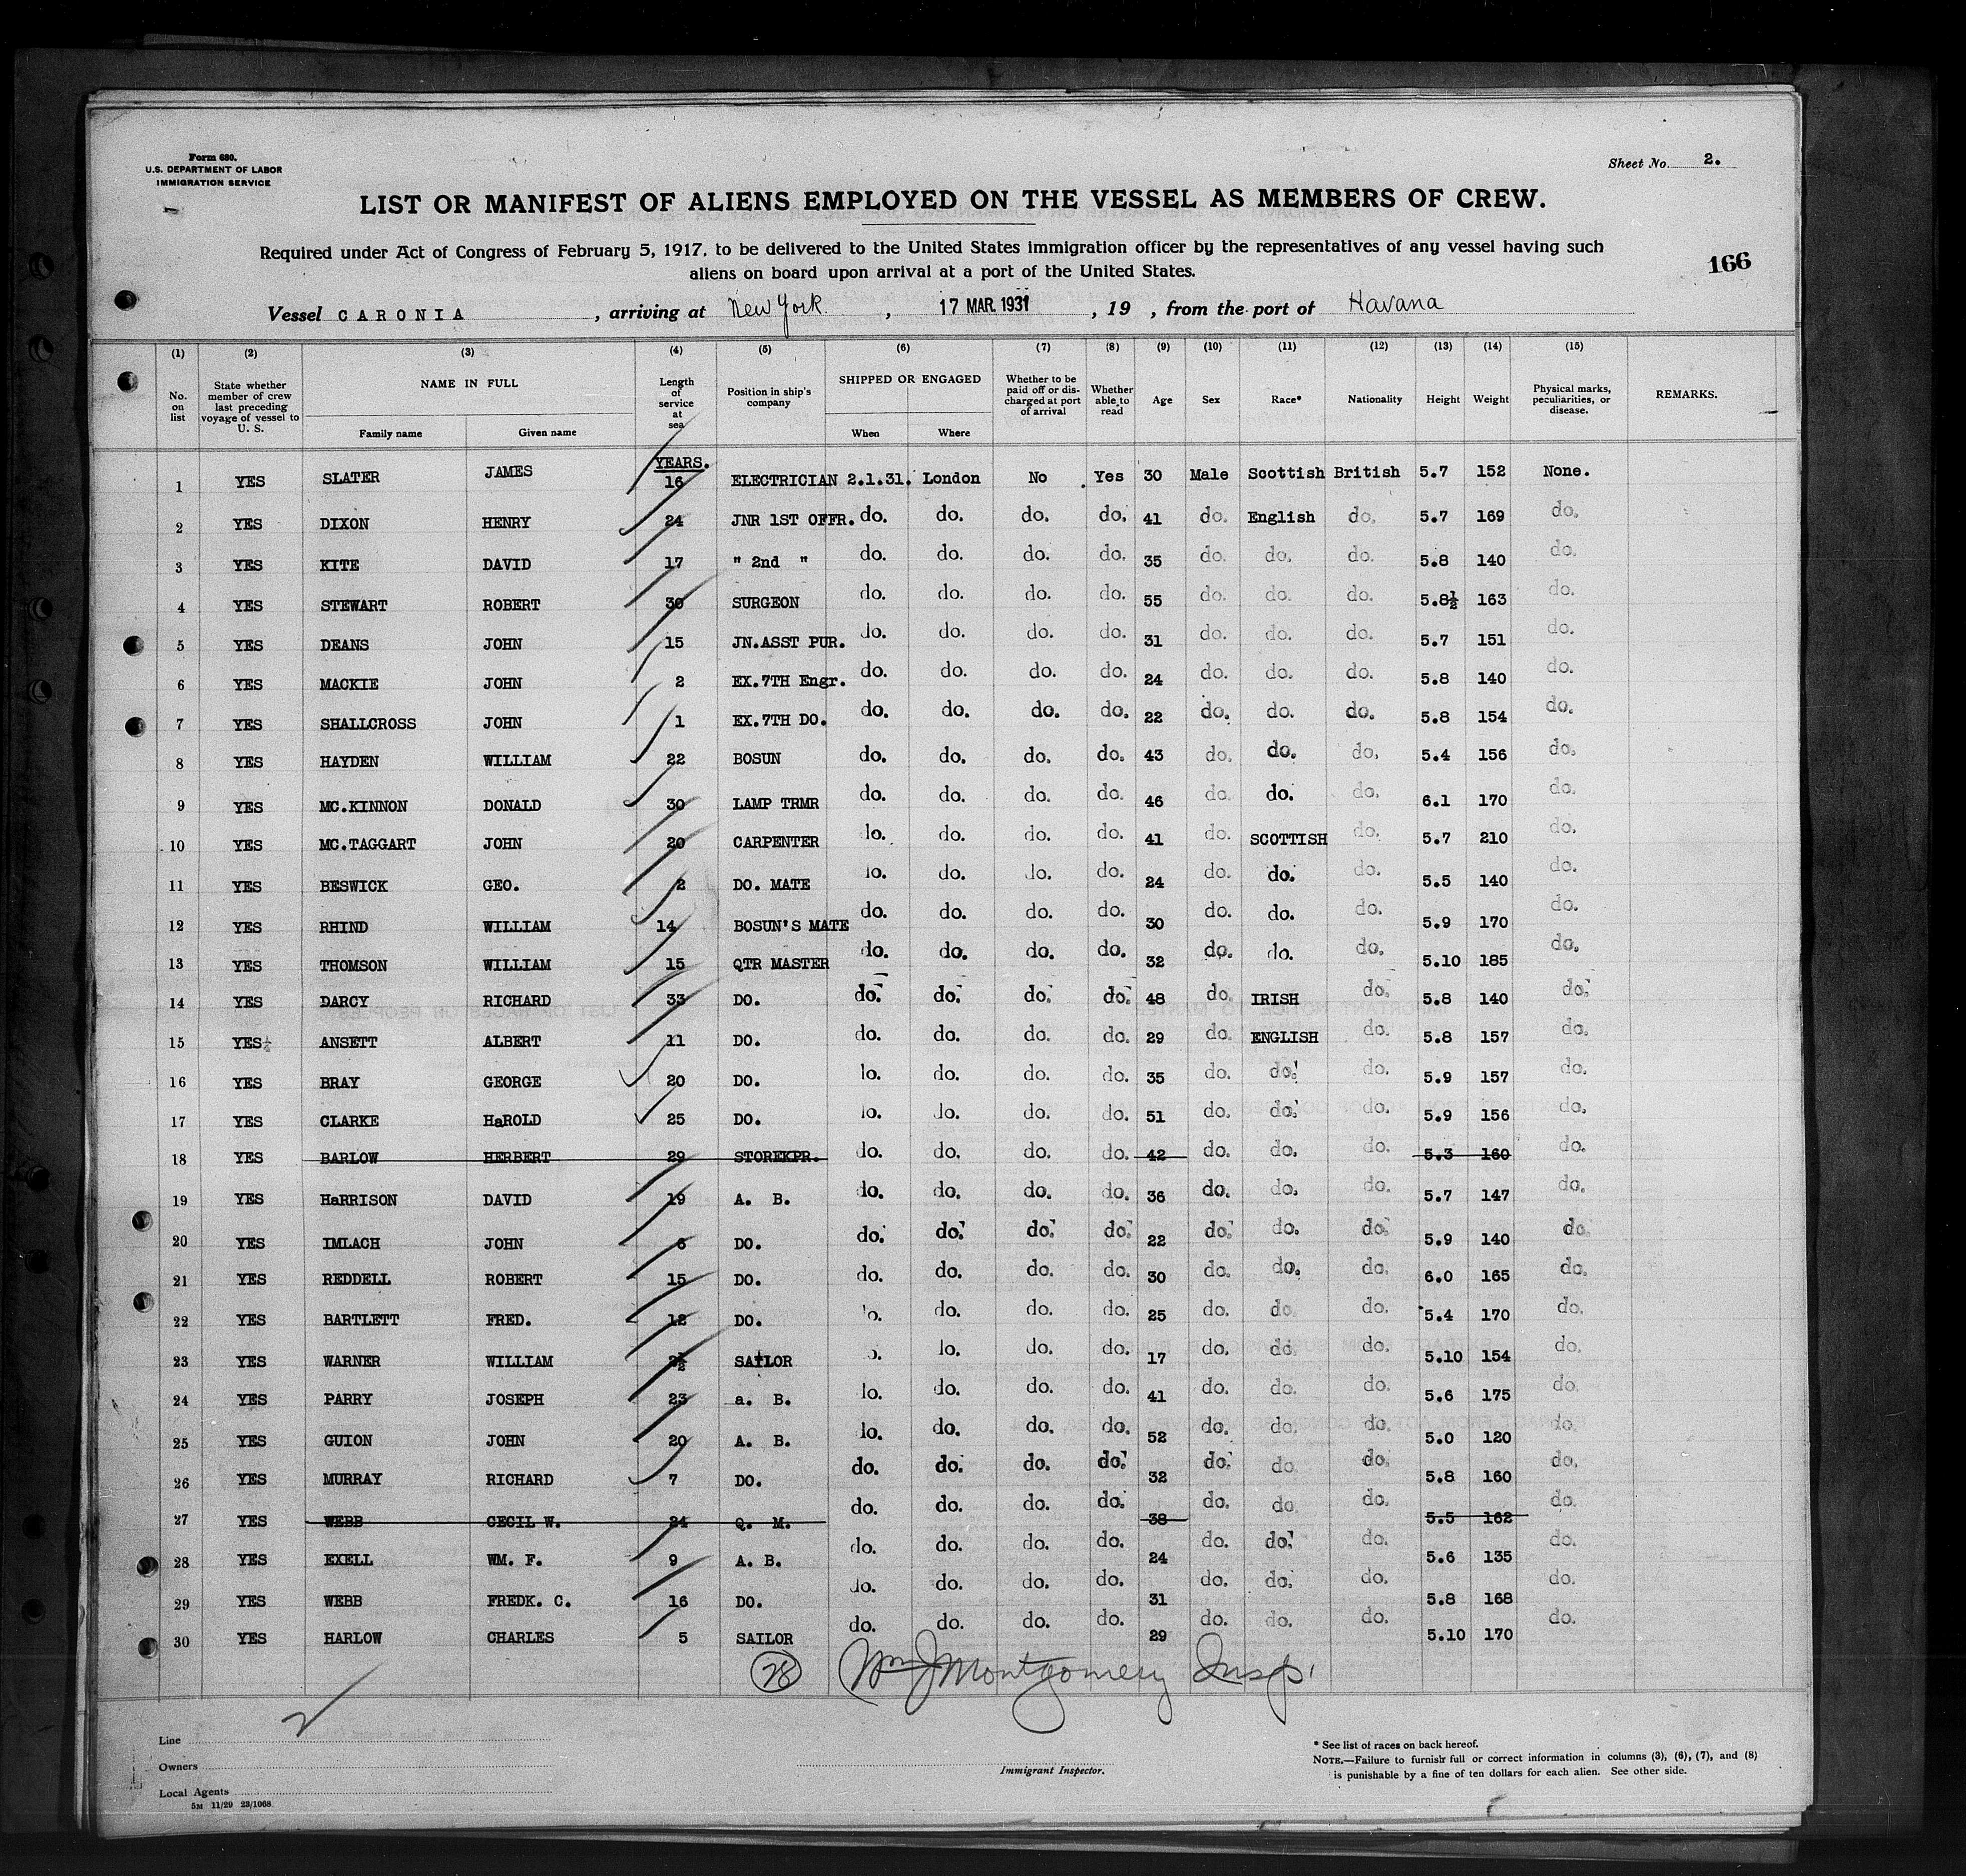 Form 680.
U.S. DEPARTMENT OF LABOR
IMMIGRATION SERVICE
Sheet No. 2.
LIST OR MANIFEST OF ALIENS EMPLOYED ON THE VESSEL AS MEMBERS OF CREW.
Required under Act of Congress of February 5, 1917, to be delivered to the United States immigration officer by the representatives of any vessel having such
aliens on board upon arrival at a port of the United States.
166
Vessel CARONIA, arriving at New York, 17 MAR. 1931, 19 , from the port of Havana
(1) (2) (3) (4) (5) (6) (7) (8) (9) (10) (11) (12) (13) (14) (15)
No. on list State whether member of crew last preceding voyage of vessel to U. S. NAME IN FULL Family name Given name Length of service at sea Position in ship's company SHIPPED OR ENGAGED When Where Whether to be paid off or discharged at port of arrival Whether able to read Age Sex Race* Nationality Height Weight Physical marks, peculiarities, or disease. REMARKS.
YEARS.
1 YES SLATER JAMES 16 ELECTRICIAN 2.1.31. London No Yes 30 Male Scottish British 5.7 152 None.
2 YES DIXON HENRY 24 JNR 1ST OFFR. do. do. do. do. 41 do. English do. 5.7 169 do.
3 YES KITE DAVID 17 " 2nd " do. do. do. do. 35 do. do. do. 5.8 140 do.
4 YES STEWART ROBERT 30 SURGEON do. do. do. do. 55 do. do. do. 5.8½ 163 do.
5 YES DEANS JOHN 15 JN.ASST PUR. do. do. do. do. 31 do. do. do. 5.7 151 do.
6 YES MACKIE JOHN 2 EX.7TH Engr. do. do. do. do. 24 do. do. do. 5.8 140 do.
7 YES SHALLCROSS JOHN 1 EX.7TH DO. do. do. do. do. 22 do. do. do. 5.8 154 do.
8 YES HAYDEN WILLIAM 22 BOSUN do. do. do. do. 43 do. do. do. 5.4 156 do.
9 YES MC.KINNON DONALD 30 LAMP TRMR do. do. do. do. 46 do. do. do. 6.1 170 do.
10 YES MC.TAGGART JOHN 20 CARPENTER do. do. do. do. 41 do. SCOTTISH do. 5.7 210 do.
11 YES BESWICK GEO. 2 DO. MATE do. do. do. do. 24 do. do. do. 5.5 140 do.
12 YES RHIND WILLIAM 14 BOSUN'S MATE do. do. do. do. 30 do. do. do. 5.9 170 do.
13 YES THOMSON WILLIAM 15 QTR MASTER do. do. do. do. 32 do. do. do. 5.10 185 do.
14 YES DARCY RICHARD 33 DO. do. do. do. do. 48 do. IRISH do. 5.8 140 do.
15 YES ANSETT ALBERT 11 DO. do. do. do. do. 29 do. ENGLISH do. 5.8 157 do.
16 YES BRAY GEORGE 20 DO. do. do. do. do. 35 do. do. do. 5.9 157 do.
17 YES CLARKE HaROLD 25 DO. do. do. do. do. 51 do. do. do. 5.9 156 do.
18 YES BARLOW HERBERT 29 STOREKPR. do. do. do. do. 42 do. do. do. 5.3 160 do.
19 YES HaRRISON DAVID 19 A. B. do. do. do. do. 36 do. do. do. 5.7 147 do.
20 YES IMLACH JOHN 6 DO. do. do. do. do. 22 do. do. do. 5.9 140 do.
21 YES REDDELL ROBERT 15 DO. do. do. do. do. 30 do. do. do. 6.0 165 do.
22 YES BARTLETT FRED. 12 DO. do. do. do. do. 25 do. do. do. 5.4 170 do.
23 YES WARNER WILLIAM SAILOR do. do. do. do. 17 do. do. do. 5.10 154 do.
24 YES PARRY JOSEPH 23 a. B. do. do. do. do. 41 do. do. do. 5.6 175 do.
25 YES GUION JOHN 20 A. B. do. do. do. do. 52 do. do. do. 5.0 120 do.
26 YES MURRAY RICHARD 7 DO. do. do. do. do. 32 do. do. do. 5.8 160 do.
27 YES WEBB CECIL W. 24 Q. M. do. do. do. do. 38 do. do. do. 5.5 162 do.
28 YES EXELL WM. F. 9 A. B. do. do. do. do. 24 do. do. do. 5.6 135 do.
29 YES WEBB FREDK. C. 16 DO. do. do. do. do. 31 do. do. do. 5.8 168 do.
30 YES HARLOW CHARLES 5 SAILOR do. do. do. do. 29 do. do. do. 5.10 170 do.
28 Wm J Montgomery Insp.
Line
Owners
Local Agents
5M 11/29 23/1068
Immigrant Inspector.
* See list of races on back hereof.
NOTE.—Failure to furnish full or correct information in columns (3), (6), (7), and (8)
is punishable by a fine of ten dollars for each alien. See other side.